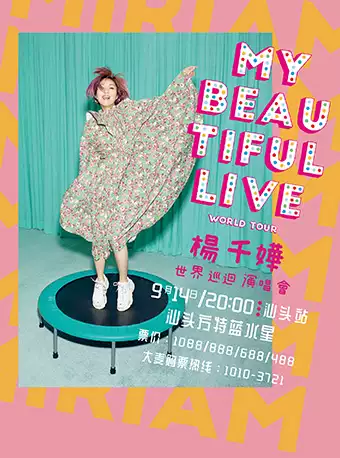 MIRIAM
MY
BEAU
TIFUL
LIVE
WORLD TOUR
楊千嬅
世界巡迴演唱會
9月14日/20:00 汕头站
汕头方特蓝水星
票价:1088/888/688/488
大麦购票热线:1010-3721
MIRIAM